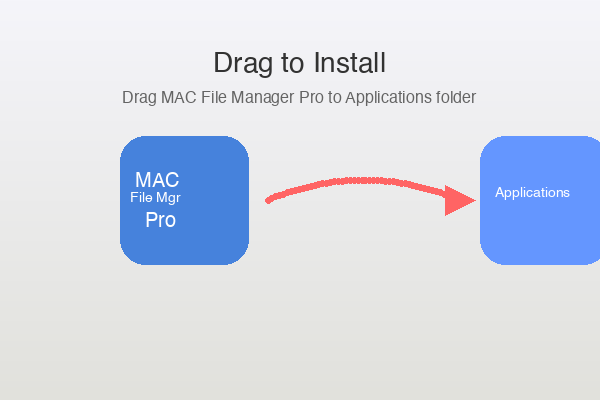 Drag to Install
Drag MAC File Manager Pro to Applications folder
MAC
File Mgr
Pro
Applications